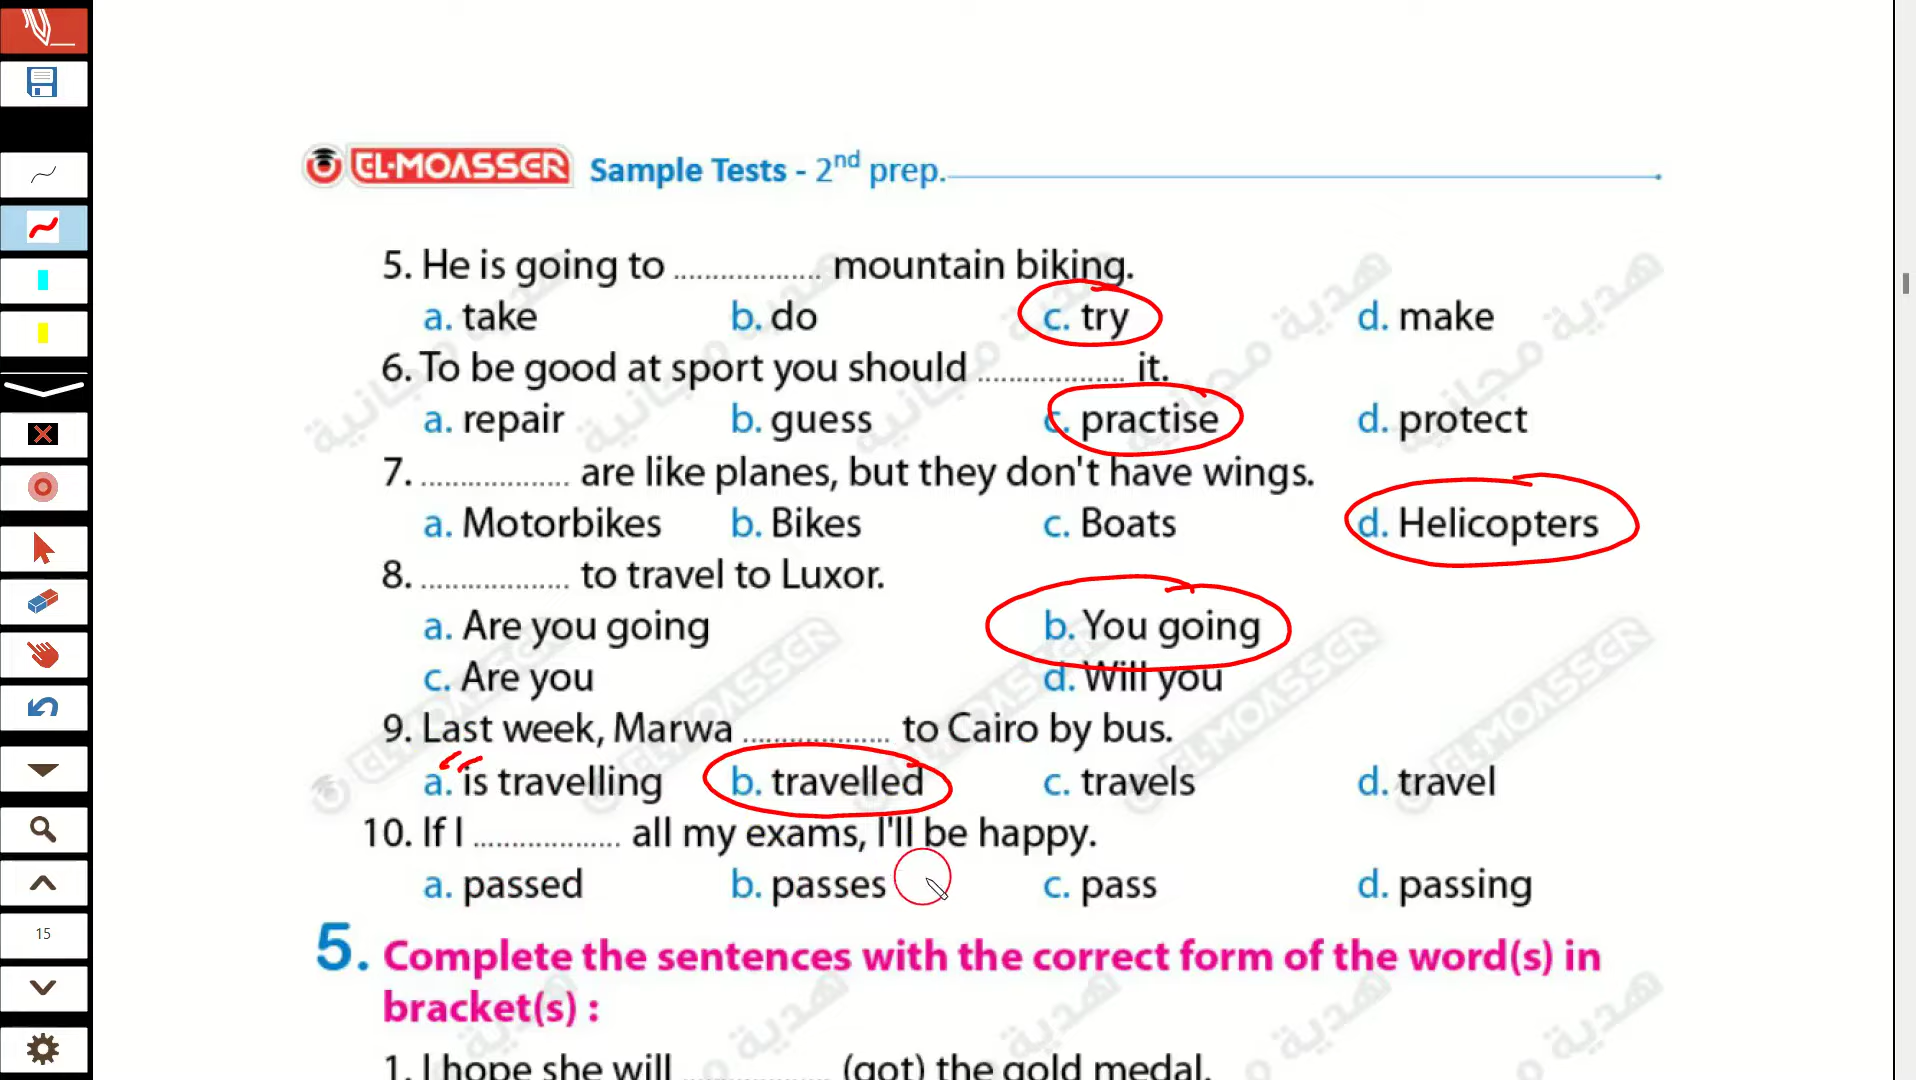 EL-MOASSER Sample Tests - 2nd prep.
5. He is going to ................... mountain biking.
a. take b. do c. try d. make
6. To be good at sport you should ................... it.
a. repair b. guess c. practise d. protect
7. ................... are like planes, but they don't have wings.
a. Motorbikes b. Bikes c. Boats d. Helicopters
8. ................... to travel to Luxor.
a. Are you going b. You going
c. Are you d. Will you
9. Last week, Marwa ................... to Cairo by bus.
a. is travelling b. travelled c. travels d. travel
10. If I ................... all my exams, I'll be happy.
a. passed b. passes c. pass d. passing
5. Complete the sentences with the correct form of the word(s) in
bracket(s) :
1. I hope she will ................... (got) the gold medal.
15
هدية مجانية
EL-MOASSER